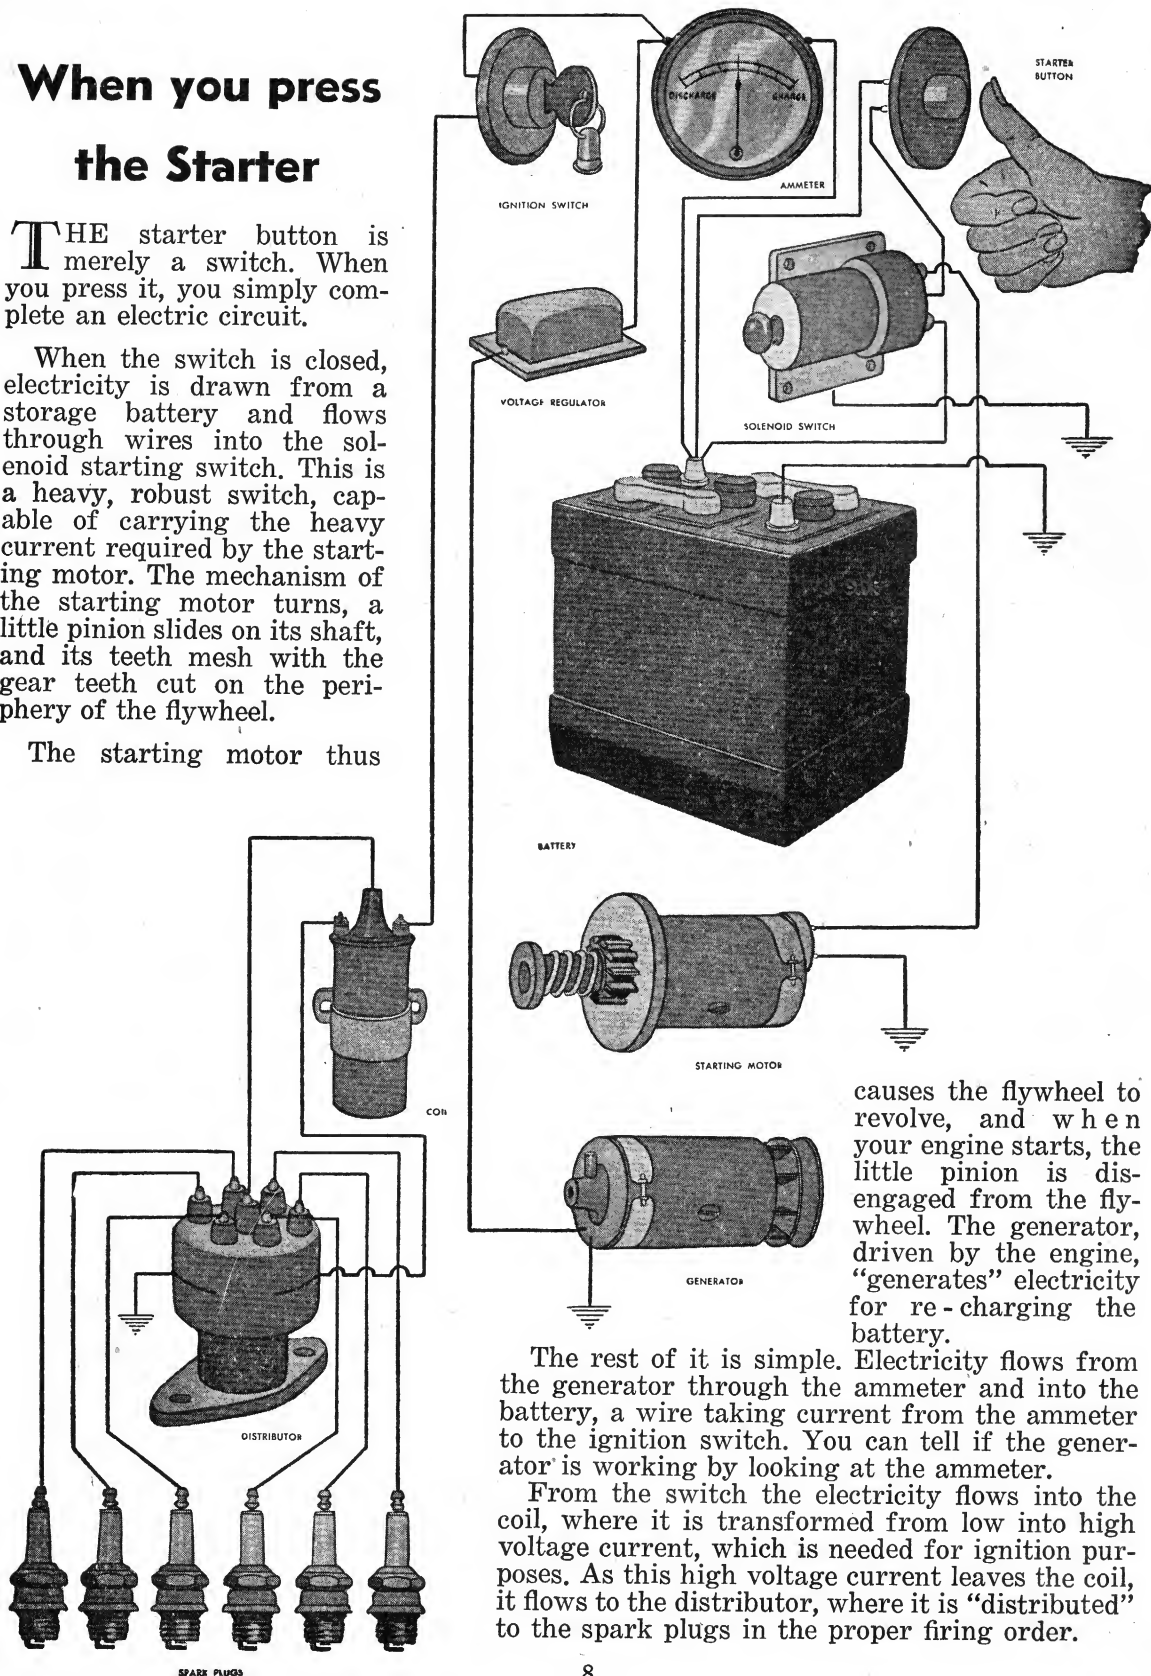 When you press
the Starter
THE starter button is
merely a switch. When
you press it, you simply com-
plete an electric circuit.
When the switch is closed,
electricity is drawn from a
storage battery and flows
through wires into the sol-
enoid starting switch. This is
a heavy, robust switch, cap-
able of carrying the heavy
current required by the start-
ing motor. The mechanism of
the starting motor turns, a
little pinion slides on its shaft,
and its teeth mesh with the
gear teeth cut on the peri-
phery of the flywheel.
The starting motor thus
IGNITION SWITCH
DISCHARGE
CHARGE
AMMETER
STARTER
BUTTON
VOLTAGE REGULATOR
SOLENOID SWITCH
BATTERY
STARTING MOTOR
COIL
GENERATOR
DISTRIBUTOR
SPARK PLUGS
causes the flywheel to
revolve, and when
your engine starts, the
little pinion is dis-
engaged from the fly-
wheel. The generator,
driven by the engine,
"generates" electricity
for re-charging the
battery.
The rest of it is simple. Electricity flows from
the generator through the ammeter and into the
battery, a wire taking current from the ammeter
to the ignition switch. You can tell if the gener-
ator is working by looking at the ammeter.
From the switch the electricity flows into the
coil, where it is transformed from low into high
voltage current, which is needed for ignition pur-
poses. As this high voltage current leaves the coil,
it flows to the distributor, where it is "distributed"
to the spark plugs in the proper firing order.
8